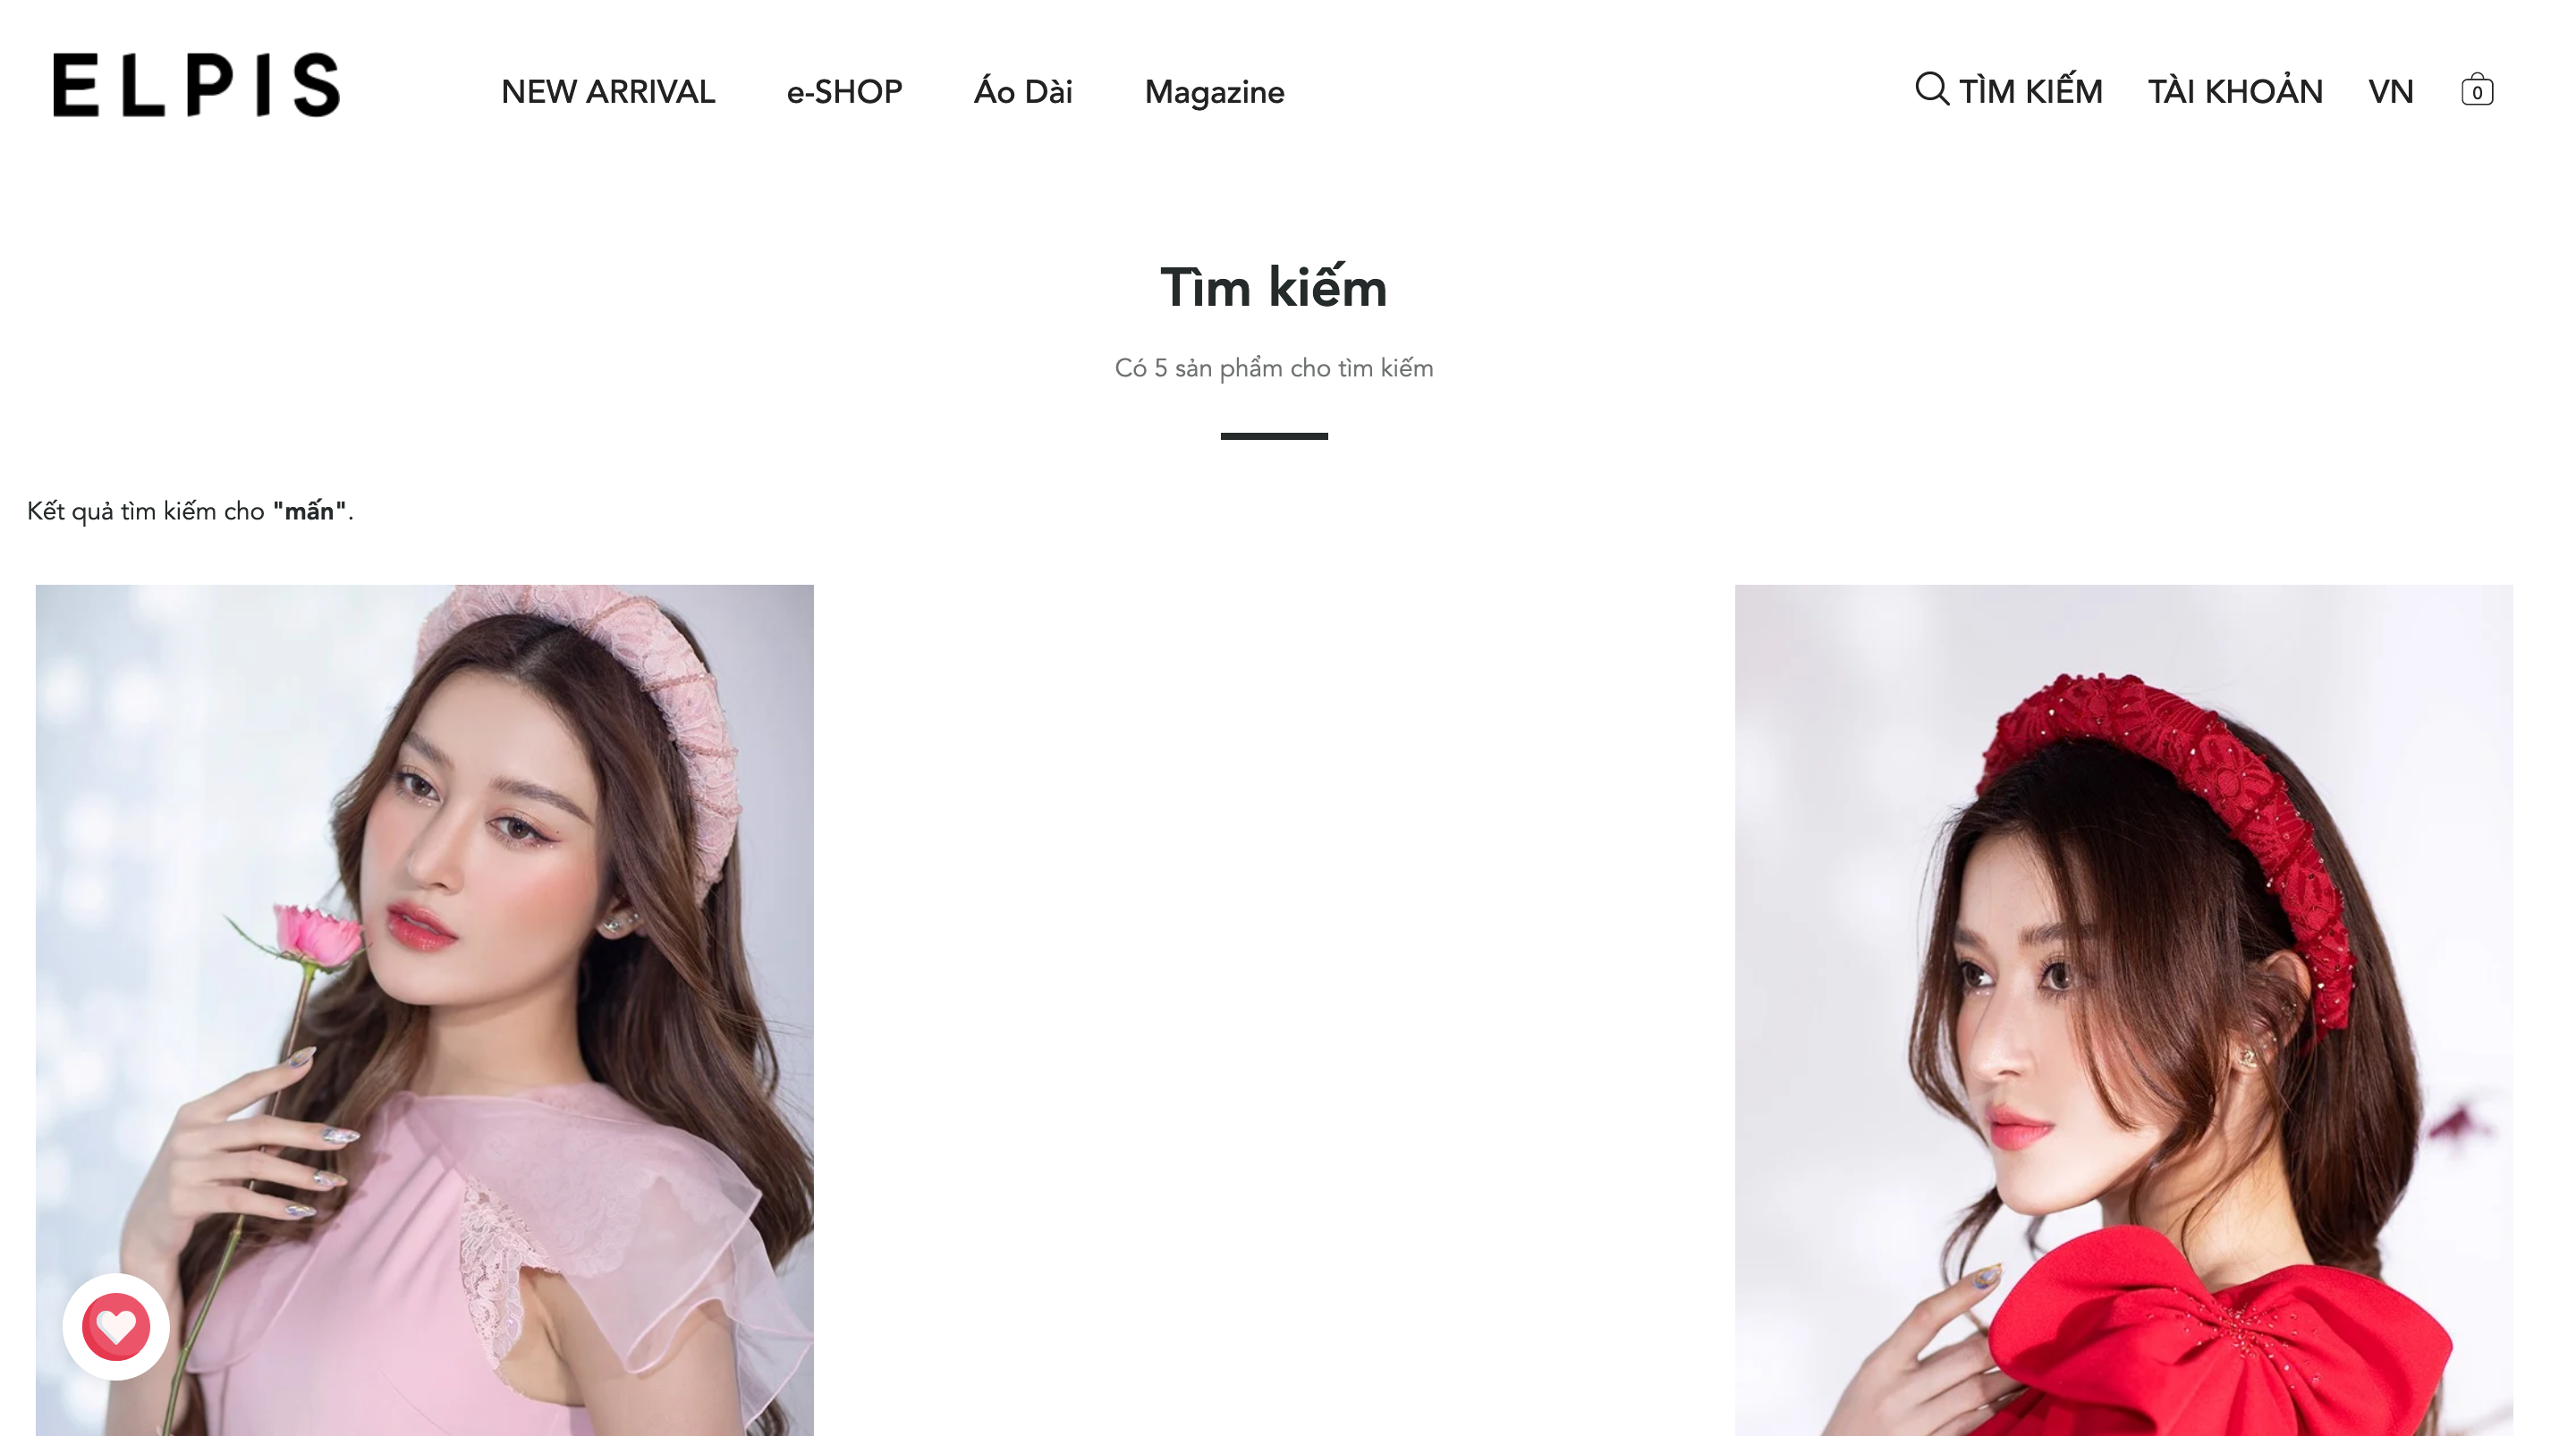 ELPIS
NEW ARRIVAL
e-SHOP
Áo Dài
Magazine
TÌM KIẾM
TÀI KHOẢN
VN
0
Tìm kiếm
Có 5 sản phẩm cho tìm kiếm
Kết quả tìm kiếm cho "mấn".